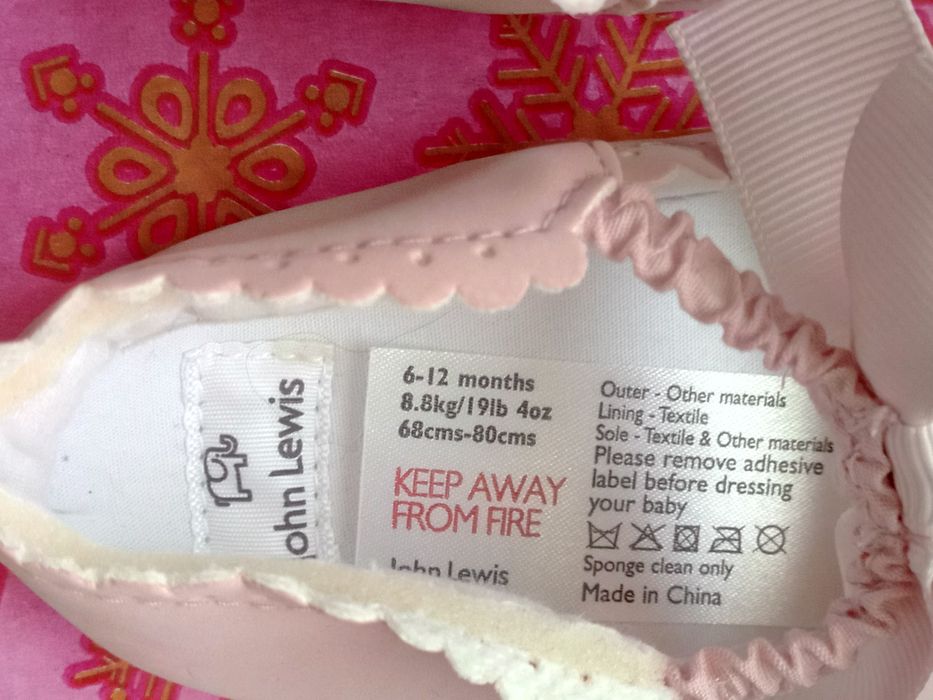 John Lewis
6-12 months
8.8kg/19lb 4oz
68cms-80cms
KEEP AWAY
FROM FIRE
John Lewis
Outer - Other materials
Lining - Textile
Sole - Textile & Other materials
Please remove adhesive
label before dressing
your baby
Sponge clean only
Made in China